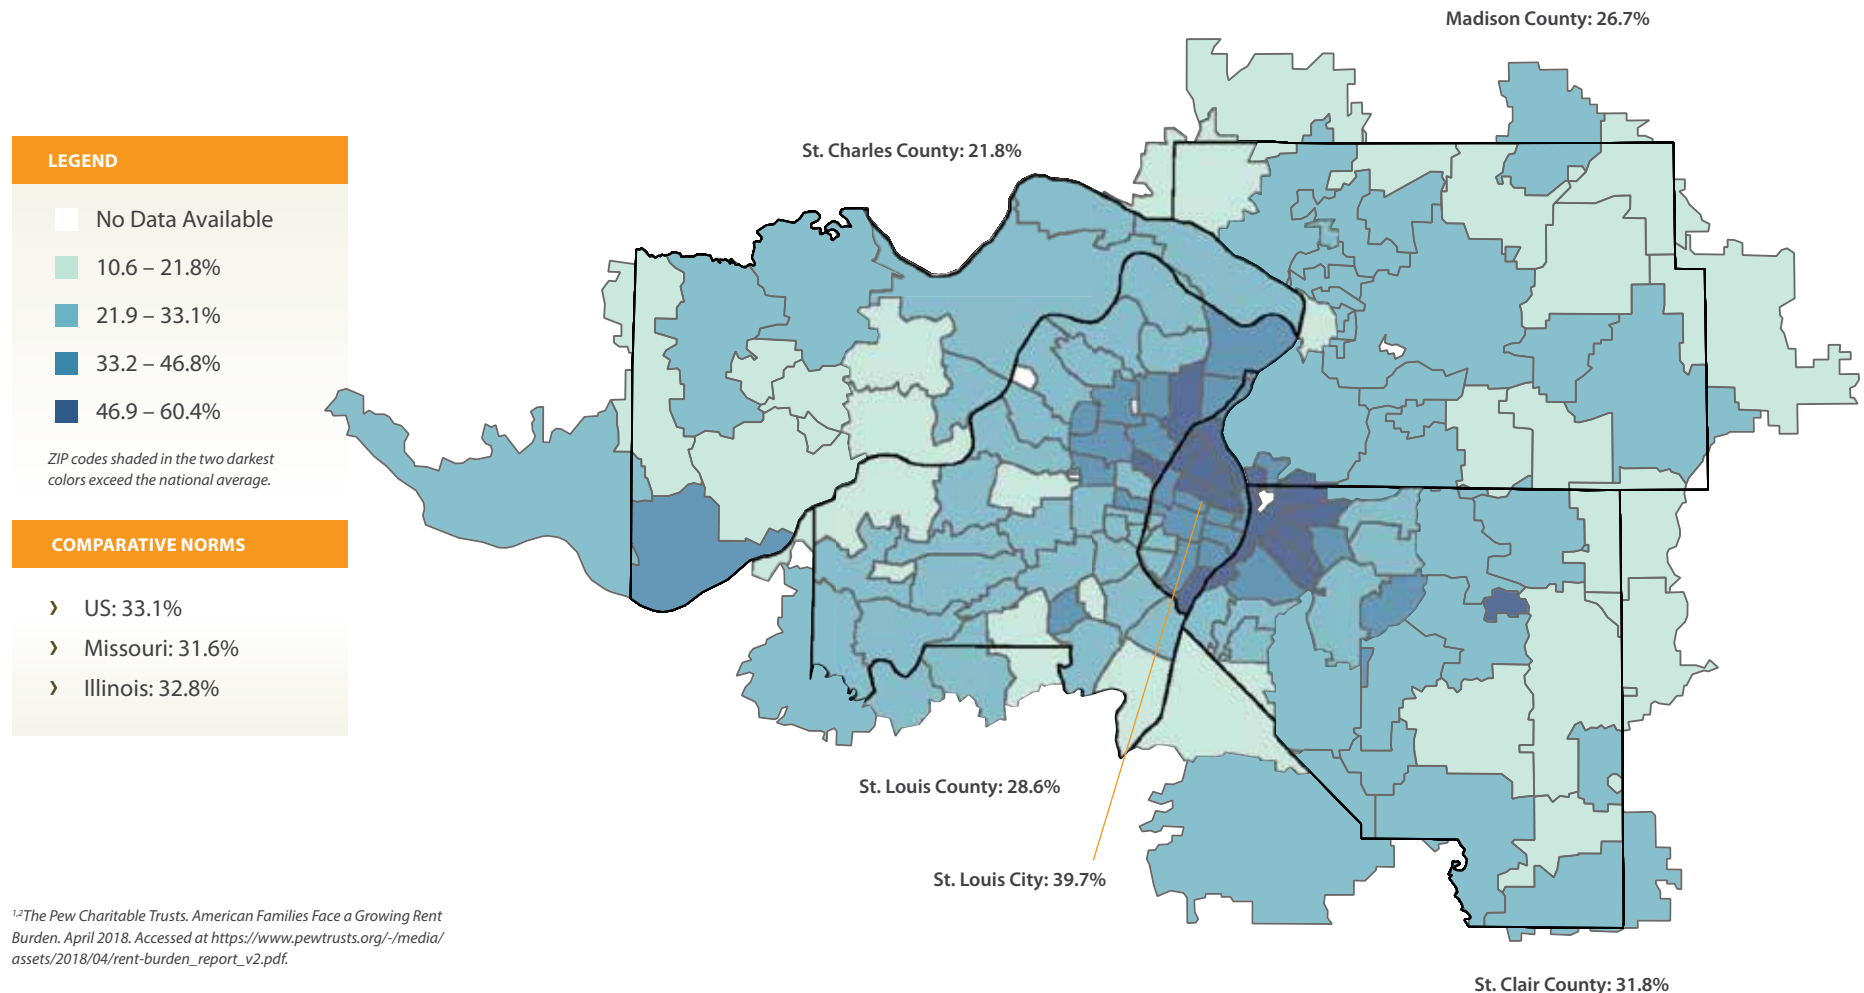 Madison County: 26.7%
St. Charles County: 21.8%
LEGEND
No Data Available
10.6 – 21.8%
21.9 – 33.1%
33.2 – 46.8%
46.9 – 60.4%
ZIP codes shaded in the two darkest
colors exceed the national average.
COMPARATIVE NORMS
› US: 33.1%
› Missouri: 31.6%
› Illinois: 32.8%
St. Louis County: 28.6%
St. Louis City: 39.7%
1,2The Pew Charitable Trusts. American Families Face a Growing Rent
Burden. April 2018. Accessed at https://www.pewtrusts.org/-/media/
assets/2018/04/rent-burden_report_v2.pdf.
St. Clair County: 31.8%